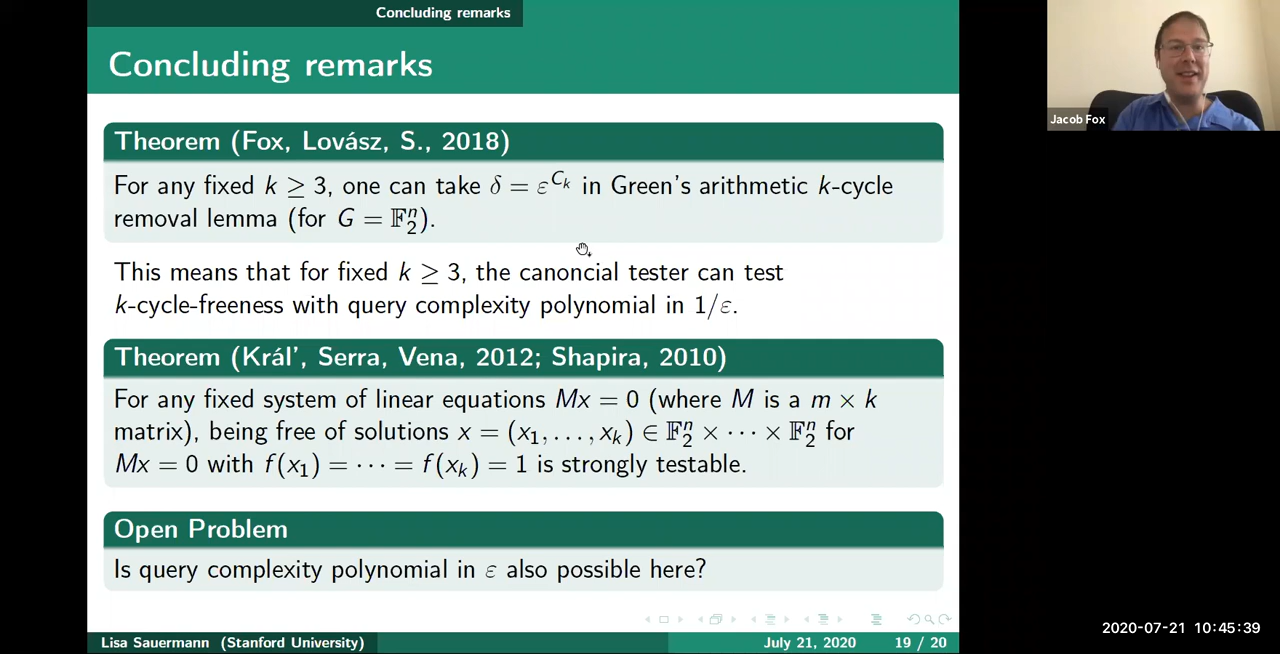 Concluding remarks
Concluding remarks
Theorem (Fox, Lovász, S., 2018)
For any fixed k ≥ 3, one can take δ = ε^{C_k} in Green's arithmetic k-cycle
removal lemma (for G = 𝔽₂ⁿ).
This means that for fixed k ≥ 3, the canoncial tester can test
k-cycle-freeness with query complexity polynomial in 1/ε.
Theorem (Král', Serra, Vena, 2012; Shapira, 2010)
For any fixed system of linear equations Mx = 0 (where M is a m × k
matrix), being free of solutions x = (x₁, …, xₖ) ∈ 𝔽₂ⁿ × ⋯ × 𝔽₂ⁿ for
Mx = 0 with f(x₁) = ⋯ = f(xₖ) = 1 is strongly testable.
Open Problem
Is query complexity polynomial in ε also possible here?
Lisa Sauermann (Stanford University)
July 21, 2020
19 / 20
Jacob Fox
2020-07-21 10:45:39